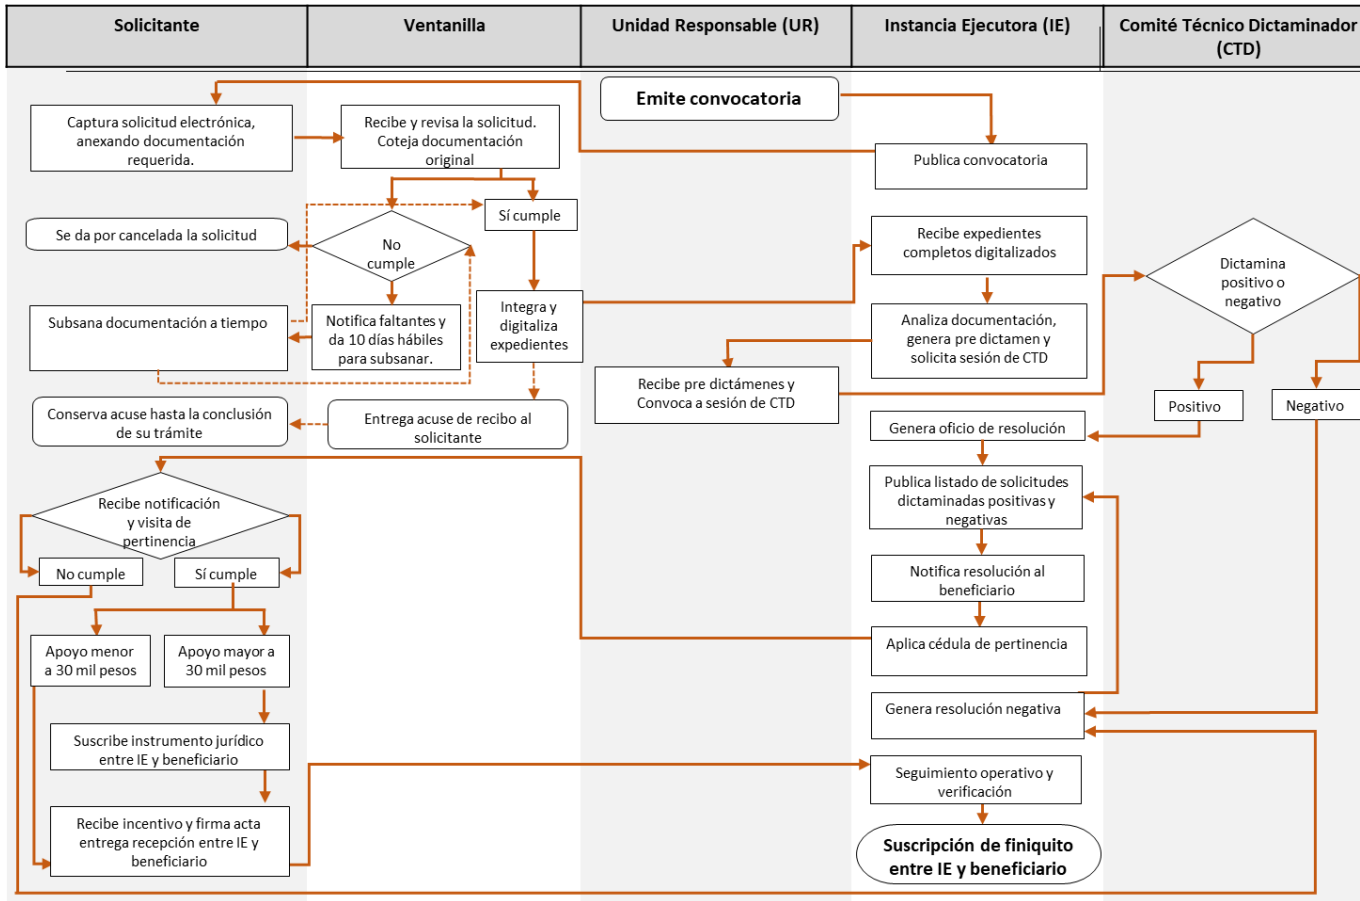 Solicitante
Ventanilla
Unidad Responsable (UR)
Instancia Ejecutora (IE)
Comité Técnico Dictaminador
(CTD)
Emite convocatoria
Captura solicitud electrónica,
anexando documentación
requerida.
Recibe y revisa la solicitud.
Coteja documentación
original
Publica convocatoria
Sí cumple
Se da por cancelada la solicitud
No
cumple
Recibe expedientes
completos digitalizados
Dictamina
positivo o
negativo
Subsana documentación a tiempo
Notifica faltantes y
da 10 días hábiles
para subsanar.
Integra y
digitaliza
expedientes
Analiza documentación,
genera pre dictamen y
solicita sesión de CTD
Recibe pre dictámenes y
Convoca a sesión de CTD
Positivo
Negativo
Conserva acuse hasta la conclusión
de su trámite
Entrega acuse de recibo al
solicitante
Genera oficio de resolución
Recibe notificación
y visita de
pertinencia
Publica listado de solicitudes
dictaminadas positivas y
negativas
No cumple
Sí cumple
Notifica resolución al
beneficiario
Apoyo menor
a 30 mil pesos
Apoyo mayor a
30 mil pesos
Aplica cédula de pertinencia
Genera resolución negativa
Suscribe instrumento jurídico
entre IE y beneficiario
Seguimiento operativo y
verificación
Recibe incentivo y firma acta
entrega recepción entre IE y
beneficiario
Suscripción de finiquito
entre IE y beneficiario